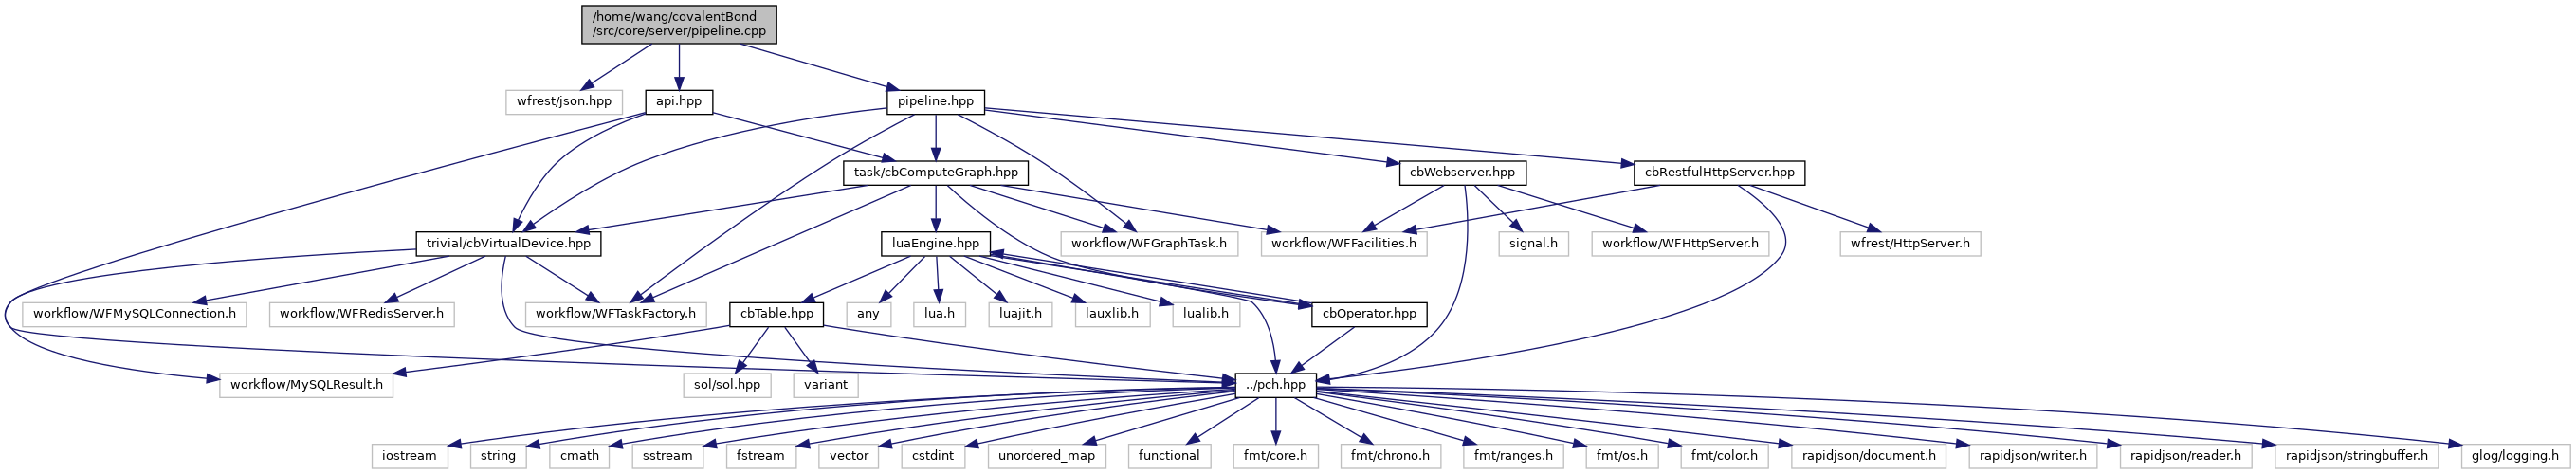 /home/wang/covalentBond
/src/core/server/pipeline.cpp
wfrest/json.hpp
api.hpp
pipeline.hpp
task/cbComputeGraph.hpp
cbWebserver.hpp
cbRestfulHttpServer.hpp
trivial/cbVirtualDevice.hpp
luaEngine.hpp
workflow/WFGraphTask.h
workflow/WFFacilities.h
signal.h
workflow/WFHttpServer.h
wfrest/HttpServer.h
workflow/WFMySQLConnection.h
workflow/WFRedisServer.h
workflow/WFTaskFactory.h
cbTable.hpp
any
lua.h
luajit.h
lauxlib.h
lualib.h
cbOperator.hpp
workflow/MySQLResult.h
sol/sol.hpp
variant
../pch.hpp
iostream
string
cmath
sstream
fstream
vector
cstdint
unordered_map
functional
fmt/core.h
fmt/chrono.h
fmt/ranges.h
fmt/os.h
fmt/color.h
rapidjson/document.h
rapidjson/writer.h
rapidjson/reader.h
rapidjson/stringbuffer.h
glog/logging.h